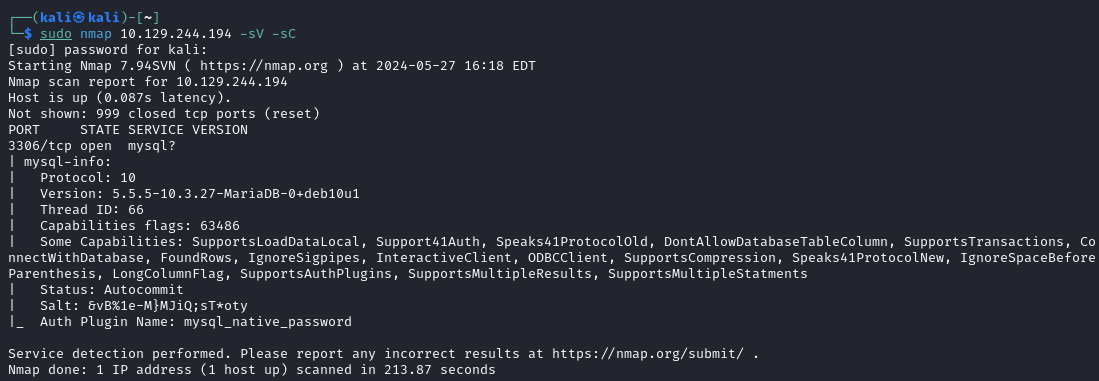 ┌──(kali㉿kali)-[~]
└─$ sudo nmap 10.129.244.194 -sV -sC
[sudo] password for kali:
Starting Nmap 7.94SVN ( https://nmap.org ) at 2024-05-27 16:18 EDT
Nmap scan report for 10.129.244.194
Host is up (0.087s latency).
Not shown: 999 closed tcp ports (reset)
PORT     STATE SERVICE VERSION
3306/tcp open  mysql?
| mysql-info:
|   Protocol: 10
|   Version: 5.5.5-10.3.27-MariaDB-0+deb10u1
|   Thread ID: 66
|   Capabilities flags: 63486
|   Some Capabilities: SupportsLoadDataLocal, Support41Auth, Speaks41ProtocolOld, DontAllowDatabaseTableColumn, SupportsTransactions, Co
nnectWithDatabase, FoundRows, IgnoreSigpipes, InteractiveClient, ODBCClient, SupportsCompression, Speaks41ProtocolNew, IgnoreSpaceBefore
Parenthesis, LongColumnFlag, SupportsAuthPlugins, SupportsMultipleResults, SupportsMultipleStatments
|   Status: Autocommit
|   Salt: &vB%1e-M}MJiQ;sT*oty
|_  Auth Plugin Name: mysql_native_password
Service detection performed. Please report any incorrect results at https://nmap.org/submit/ .
Nmap done: 1 IP address (1 host up) scanned in 213.87 seconds